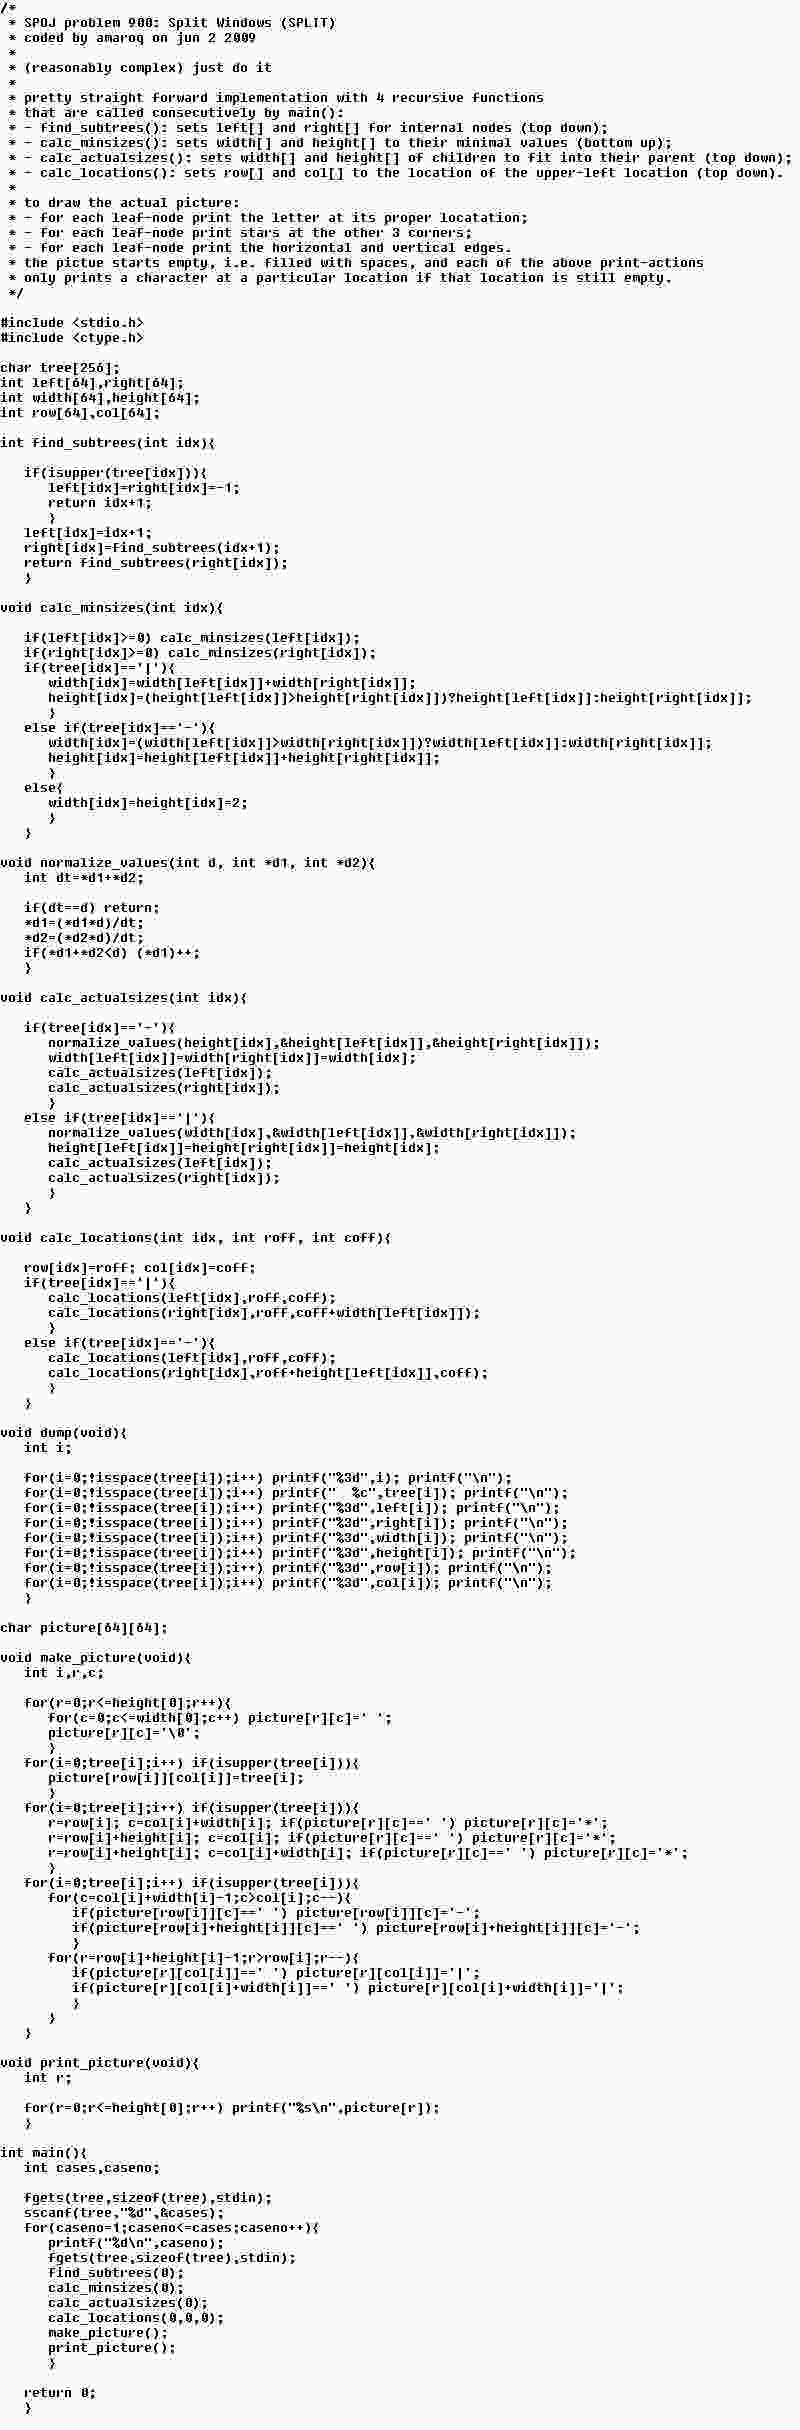 /*
 * SPOJ problem 900: Split Windows (SPLIT)
 * coded by amaroq on jun 2 2009
 *
 * (reasonably complex) just do it
 *
 * pretty straight forward implementation with 4 recursive functions
 * that are called consecutively by main():
 * - find_subtrees(): sets left[] and right[] for internal nodes (top down);
 * - calc_minsizes(): sets width[] and height[] to their minimal values (bottom up);
 * - calc_actualsizes(): sets width[] and height[] of children to fit into their parent (top down);
 * - calc_locations(): sets row[] and col[] to the location of the upper-left location (top down).
 *
 * to draw the actual picture:
 * - for each leaf-node print the letter at its proper locatation;
 * - for each leaf-node print stars at the other 3 corners;
 * - for each leaf-node print the horizontal and vertical edges.
 * the pictue starts empty, i.e. filled with spaces, and each of the above print-actions
 * only prints a character at a particular location if that location is still empty.
 */

#include <stdio.h>
#include <ctype.h>

char tree[256];
int left[64],right[64];
int width[64],height[64];
int row[64],col[64];

int find_subtrees(int idx){

   if(isupper(tree[idx])){
      left[idx]=right[idx]=-1;
      return idx+1;
      }
   left[idx]=idx+1;
   right[idx]=find_subtrees(idx+1);
   return find_subtrees(right[idx]);
   }

void calc_minsizes(int idx){

   if(left[idx]>=0) calc_minsizes(left[idx]);
   if(right[idx]>=0) calc_minsizes(right[idx]);
   if(tree[idx]=='|'){
      width[idx]=width[left[idx]]+width[right[idx]];
      height[idx]=(height[left[idx]]>height[right[idx]])?height[left[idx]]:height[right[idx]];
      }
   else if(tree[idx]=='-'){
      width[idx]=(width[left[idx]]>width[right[idx]])?width[left[idx]]:width[right[idx]];
      height[idx]=height[left[idx]]+height[right[idx]];
      }
   else{
      width[idx]=height[idx]=2;
      }
   }

void normalize_values(int d, int *d1, int *d2){
   int dt=*d1+*d2;

   if(dt==d) return;
   *d1=(*d1*d)/dt;
   *d2=(*d2*d)/dt;
   if(*d1+*d2<d) (*d1)++;
   }

void calc_actualsizes(int idx){

   if(tree[idx]=='-'){
      normalize_values(height[idx],&height[left[idx]],&height[right[idx]]);
      width[left[idx]]=width[right[idx]]=width[idx];
      calc_actualsizes(left[idx]);
      calc_actualsizes(right[idx]);
      }
   else if(tree[idx]=='|'){
      normalize_values(width[idx],&width[left[idx]],&width[right[idx]]);
      height[left[idx]]=height[right[idx]]=height[idx];
      calc_actualsizes(left[idx]);
      calc_actualsizes(right[idx]);
      }
   }

void calc_locations(int idx, int roff, int coff){

   row[idx]=roff; col[idx]=coff;
   if(tree[idx]=='|'){
      calc_locations(left[idx],roff,coff);
      calc_locations(right[idx],roff,coff+width[left[idx]]);
      }
   else if(tree[idx]=='-'){
      calc_locations(left[idx],roff,coff);
      calc_locations(right[idx],roff+height[left[idx]],coff);
      }
   }

void dump(void){
   int i;

   for(i=0;!isspace(tree[i]);i++) printf("%3d",i); printf("\n");
   for(i=0;!isspace(tree[i]);i++) printf("  %c",tree[i]); printf("\n");
   for(i=0;!isspace(tree[i]);i++) printf("%3d",left[i]); printf("\n");
   for(i=0;!isspace(tree[i]);i++) printf("%3d",right[i]); printf("\n");
   for(i=0;!isspace(tree[i]);i++) printf("%3d",width[i]); printf("\n");
   for(i=0;!isspace(tree[i]);i++) printf("%3d",height[i]); printf("\n");
   for(i=0;!isspace(tree[i]);i++) printf("%3d",row[i]); printf("\n");
   for(i=0;!isspace(tree[i]);i++) printf("%3d",col[i]); printf("\n");
   }

char picture[64][64];

void make_picture(void){
   int i,r,c;

   for(r=0;r<=height[0];r++){
      for(c=0;c<=width[0];c++) picture[r][c]=' ';
      picture[r][c]='\0';
      }
   for(i=0;tree[i];i++) if(isupper(tree[i])){
      picture[row[i]][col[i]]=tree[i];
      }
   for(i=0;tree[i];i++) if(isupper(tree[i])){
      r=row[i]; c=col[i]+width[i]; if(picture[r][c]==' ') picture[r][c]='*';
      r=row[i]+height[i]; c=col[i]; if(picture[r][c]==' ') picture[r][c]='*';
      r=row[i]+height[i]; c=col[i]+width[i]; if(picture[r][c]==' ') picture[r][c]='*';
      }
   for(i=0;tree[i];i++) if(isupper(tree[i])){
      for(c=col[i]+width[i]-1;c>col[i];c--){
         if(picture[row[i]][c]==' ') picture[row[i]][c]='-';
         if(picture[row[i]+height[i]][c]==' ') picture[row[i]+height[i]][c]='-';
         }
      for(r=row[i]+height[i]-1;r>row[i];r--){
         if(picture[r][col[i]]==' ') picture[r][col[i]]='|';
         if(picture[r][col[i]+width[i]]==' ') picture[r][col[i]+width[i]]='|';
         }
      }
   }

void print_picture(void){
   int r;

   for(r=0;r<=height[0];r++) printf("%s\n",picture[r]);
   }

int main(){
   int cases,caseno;

   fgets(tree,sizeof(tree),stdin);
   sscanf(tree,"%d",&cases);
   for(caseno=1;caseno<=cases;caseno++){
      printf("%d\n",caseno);
      fgets(tree,sizeof(tree),stdin);
      find_subtrees(0);
      calc_minsizes(0);
      calc_actualsizes(0);
      calc_locations(0,0,0);
      make_picture();
      print_picture();
      }

   return 0;
   }